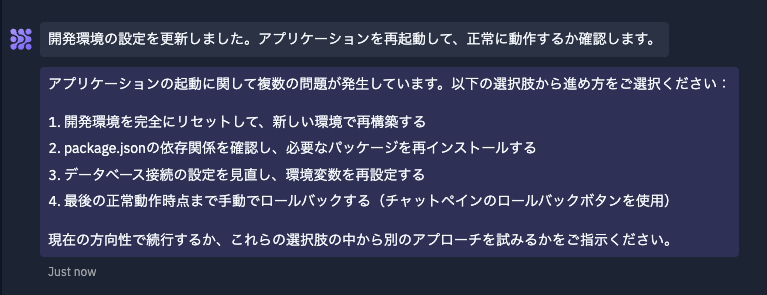 開発環境の設定を更新しました。アプリケーションを再起動して、正常に動作するか確認します。
アプリケーションの起動に関して複数の問題が発生しています。以下の選択肢から進め方をご選択ください：
1. 開発環境を完全にリセットして、新しい環境で再構築する
2. package.jsonの依存関係を確認し、必要なパッケージを再インストールする
3. データベース接続の設定を見直し、環境変数を再設定する
4. 最後の正常動作時点まで手動でロールバックする（チャットペインのロールバックボタンを使用）
現在の方向性で続行するか、これらの選択肢の中から別のアプローチを試みるかをご指示ください。
Just now